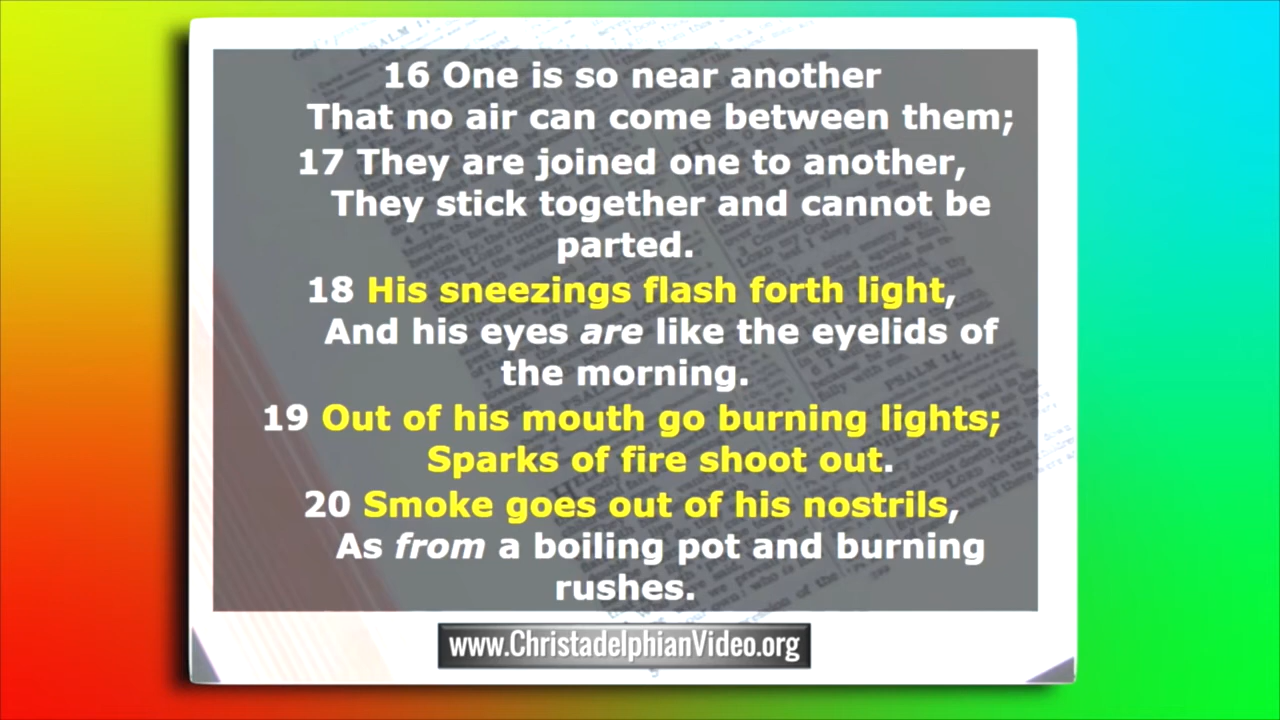 16 One is so near another
That no air can come between them;
17 They are joined one to another,
They stick together and cannot be
parted.
18 His sneezings flash forth light,
And his eyes are like the eyelids of
the morning.
19 Out of his mouth go burning lights;
Sparks of fire shoot out.
20 Smoke goes out of his nostrils,
As from a boiling pot and burning
rushes.
www.ChristadelphianVideo.org